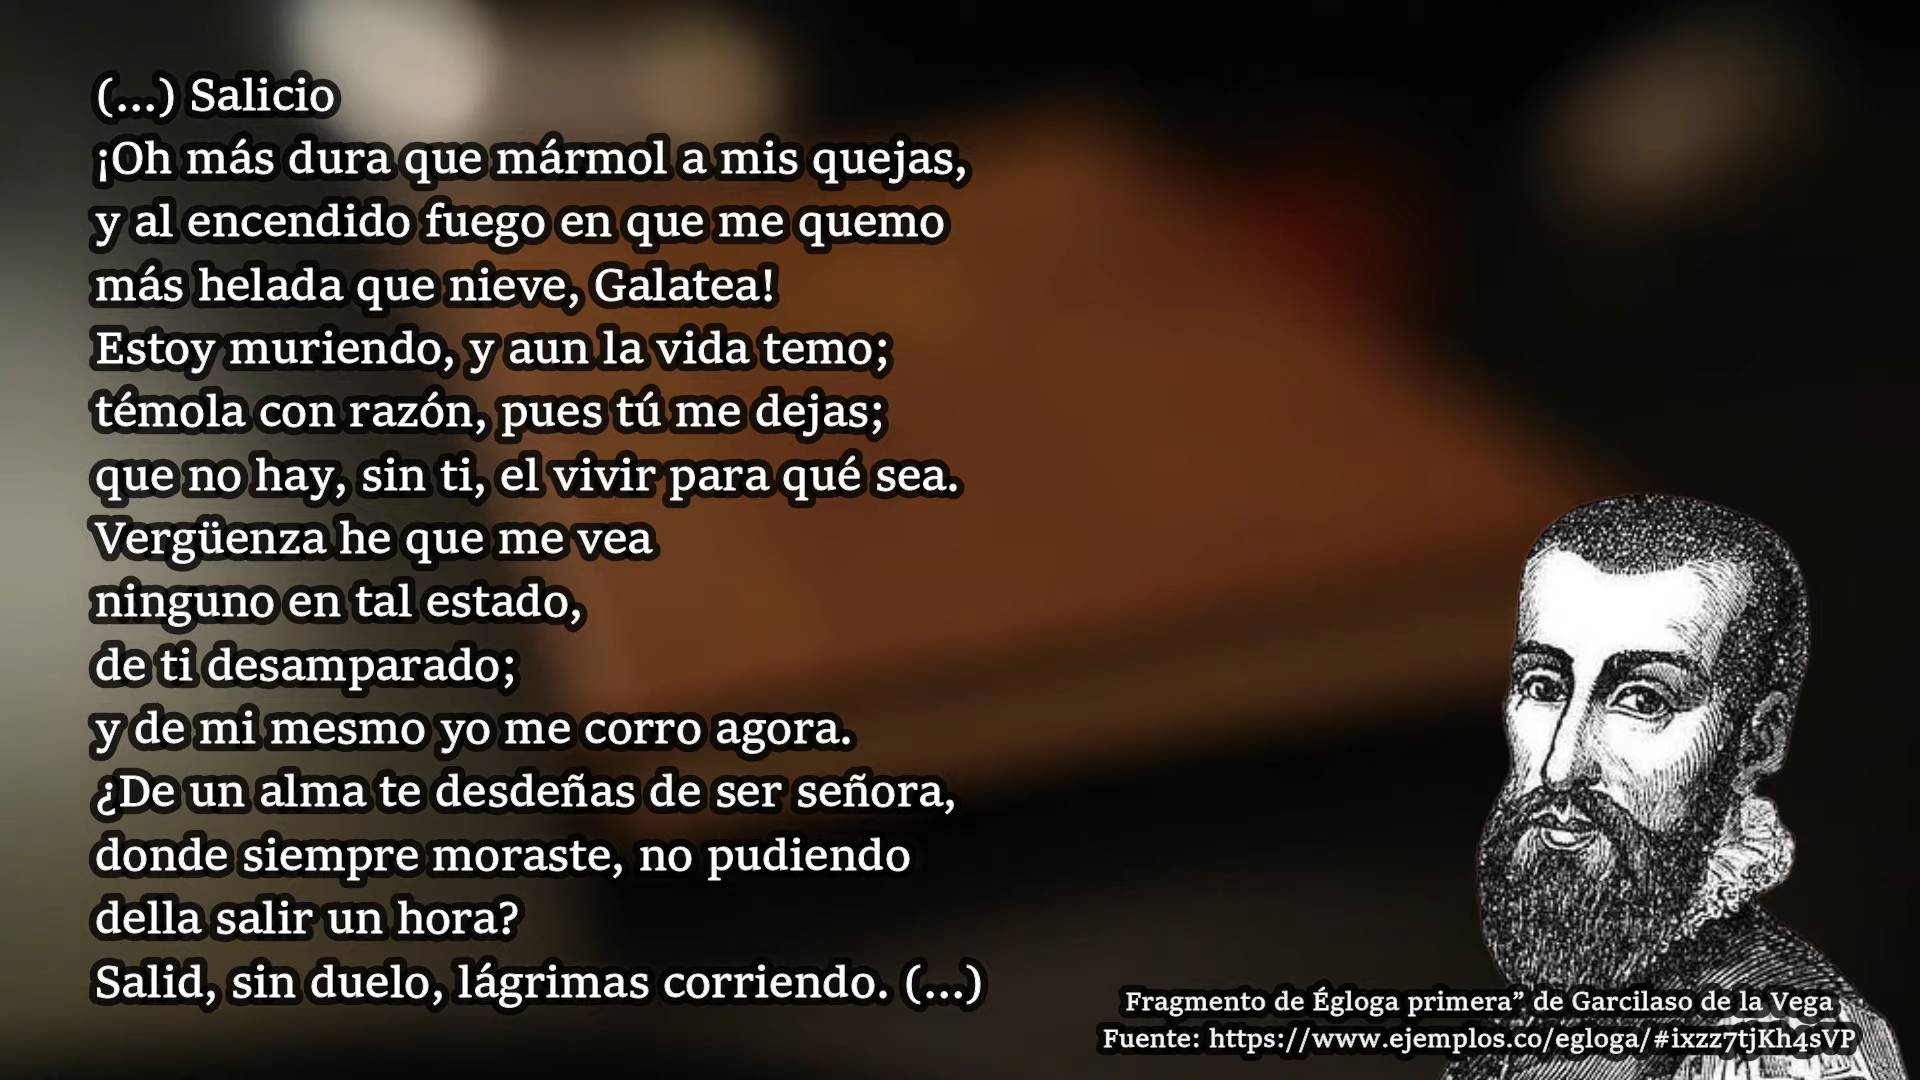 (...) Salicio
¡Oh más dura que mármol a mis quejas,
y al encendido fuego en que me quemo
más helada que nieve, Galatea!
Estoy muriendo, y aun la vida temo;
témola con razón, pues tú me dejas;
que no hay, sin ti, el vivir para qué sea.
Vergüenza he que me vea
ninguno en tal estado,
de ti desamparado;
y de mi mesmo yo me corro agora.
¿De un alma te desdeñas de ser señora,
donde siempre moraste, no pudiendo
della salir un hora?
Salid, sin duelo, lágrimas corriendo. (...)
Fragmento de Égloga primera” de Garcilaso de la Vega
Fuente: https://www.ejemplos.co/egloga/#ixzz7tjKh4sVP